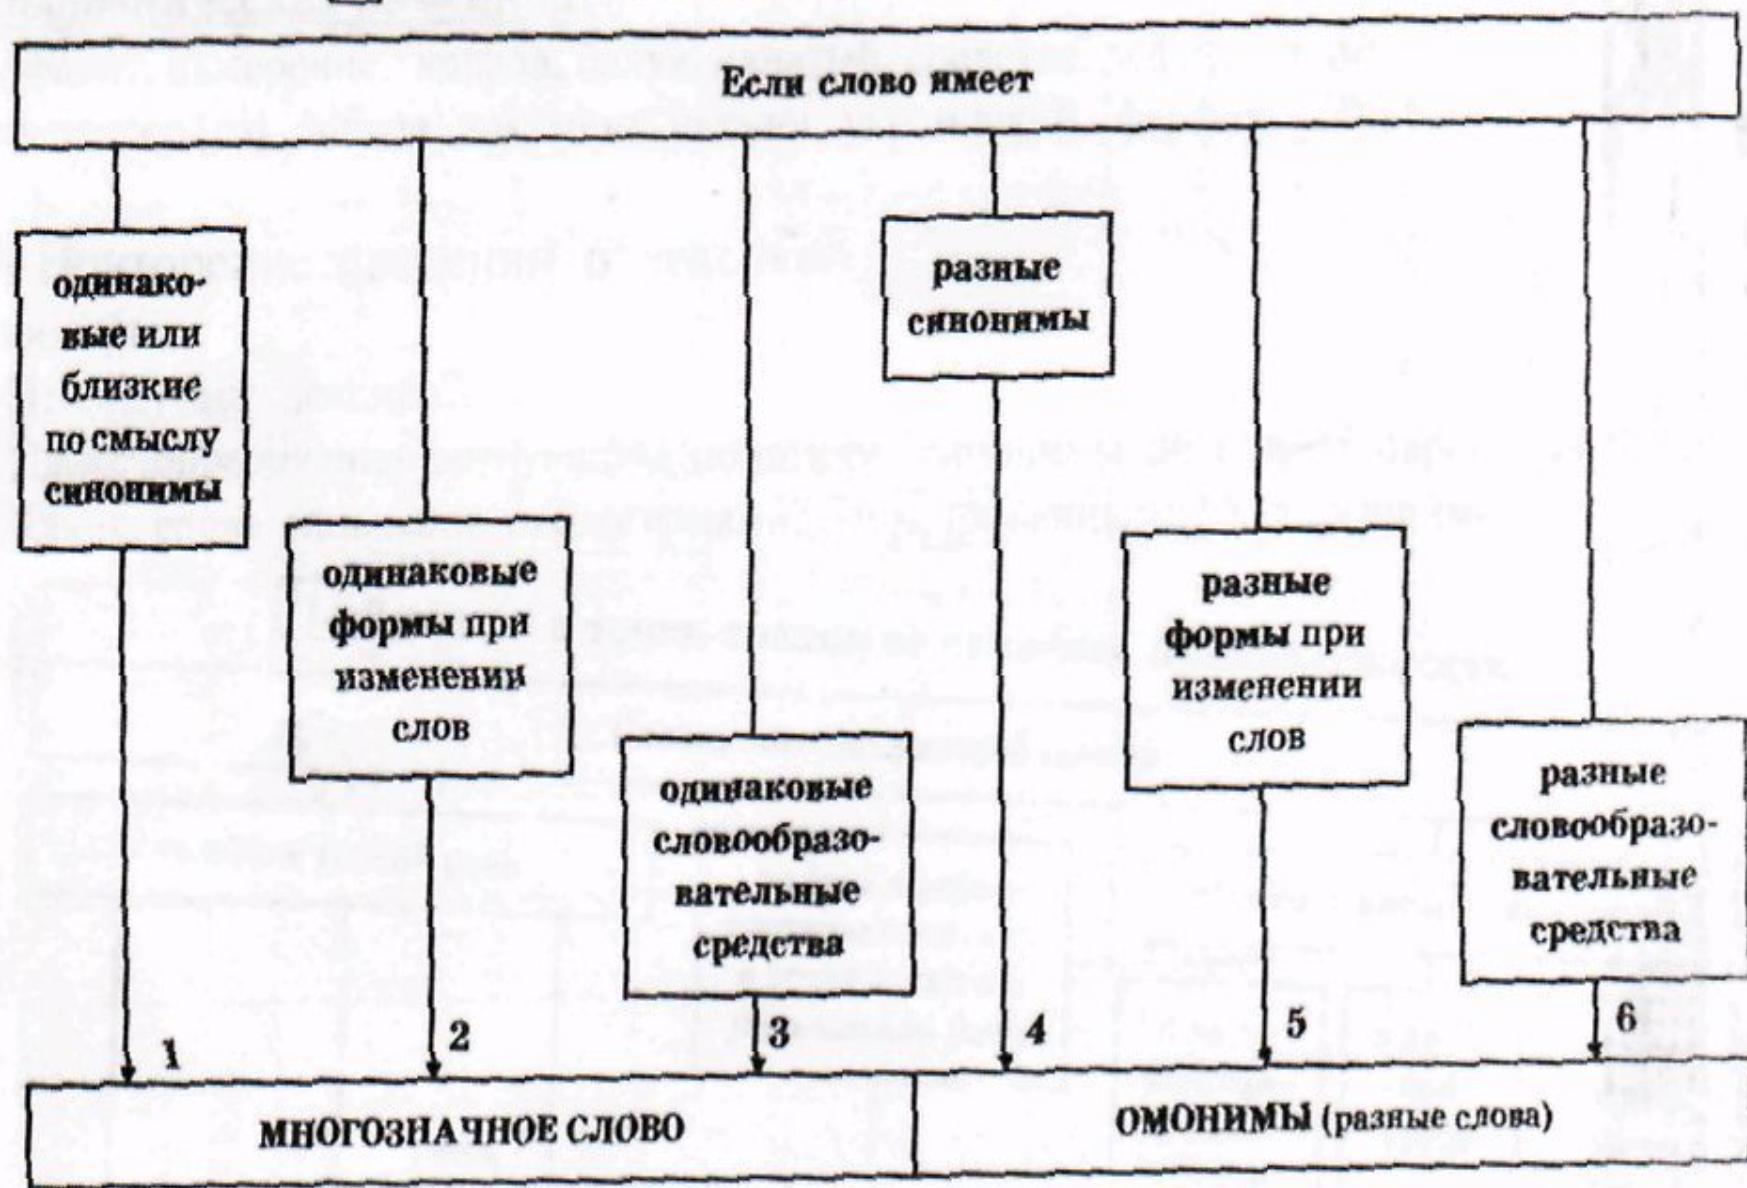 Если слово имеет
одинако-
вые или
близкие
по смыслу
синонимы
одинаковые
формы при
изменении
слов
одинаковые
словообразо-
вательные
средства
разные
синонимы
разные
формы при
изменении
слов
разные
словообразо-
вательные
средства
1
2
3
4
5
6
МНОГОЗНАЧНОЕ СЛОВО
ОМОНИМЫ (разные слова)